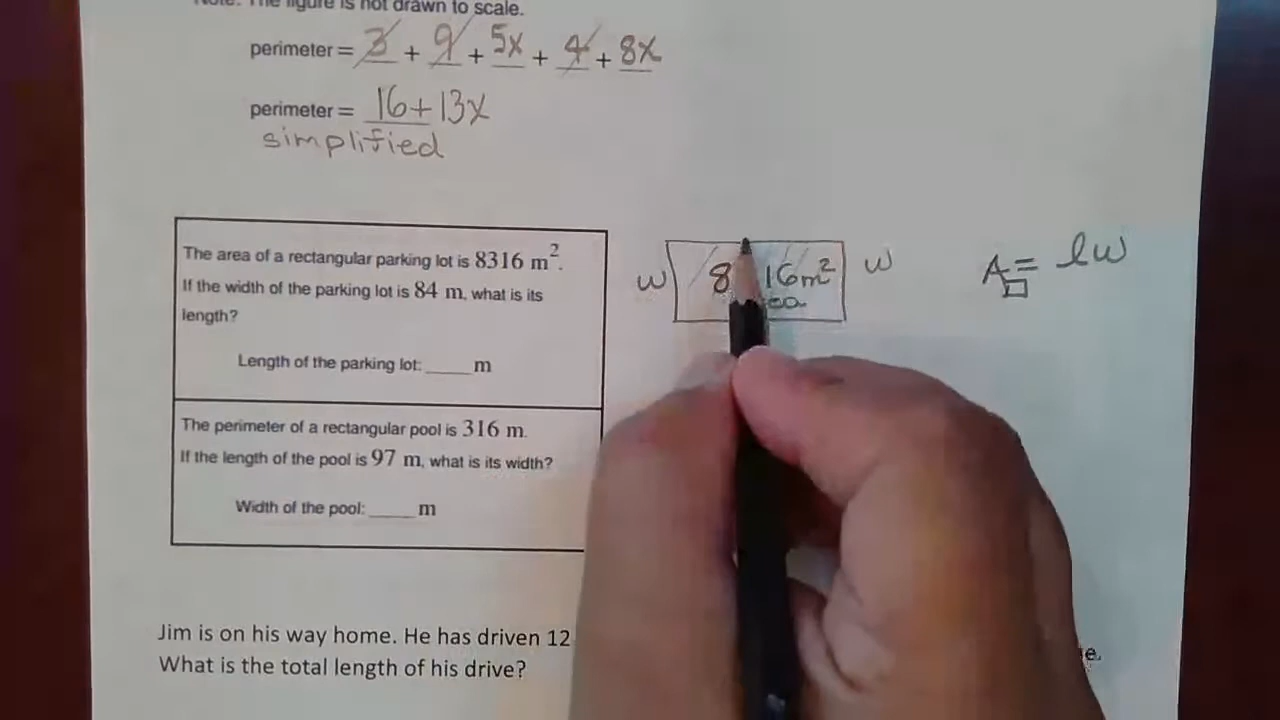 Note: The figure is not drawn to scale.
perimeter = 3 + 9 + 5x + 4 + 8x
perimeter = 16+13x
simplified
The area of a rectangular parking lot is 8316 m².
If the width of the parking lot is 84 m, what is its
length?
Length of the parking lot: ____ m
The perimeter of a rectangular pool is 316 m.
If the length of the pool is 97 m, what is its width?
Width of the pool: ____ m
w 8 16m² w
A▭ = lw
Jim is on his way home. He has driven 12
What is the total length of his drive?